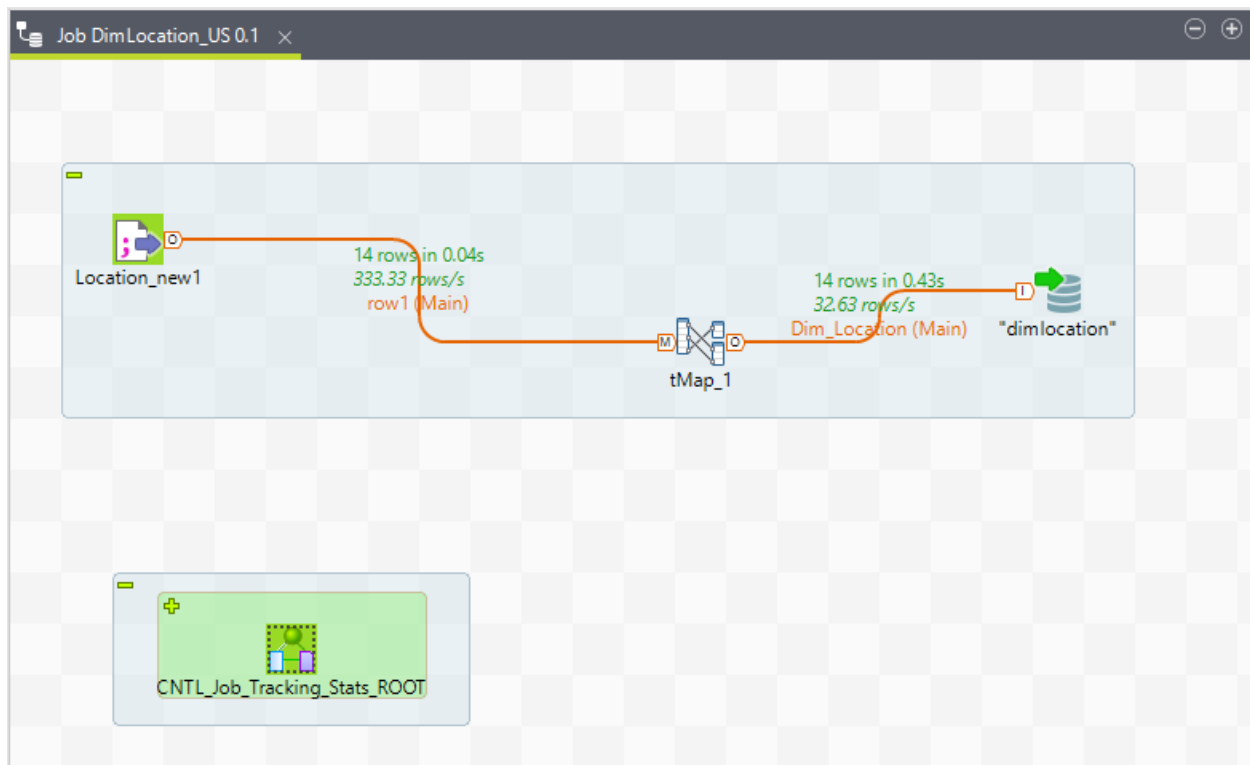 Job DimLocation_US 0.1
O
Location_new1
14 rows in 0.04s
333.33 rows/s
row1 (Main)
M
O
tMap_1
14 rows in 0.43s
32.63 rows/s
Dim_Location (Main)
I
"dimlocation"
CNTL_Job_Tracking_Stats_ROOT